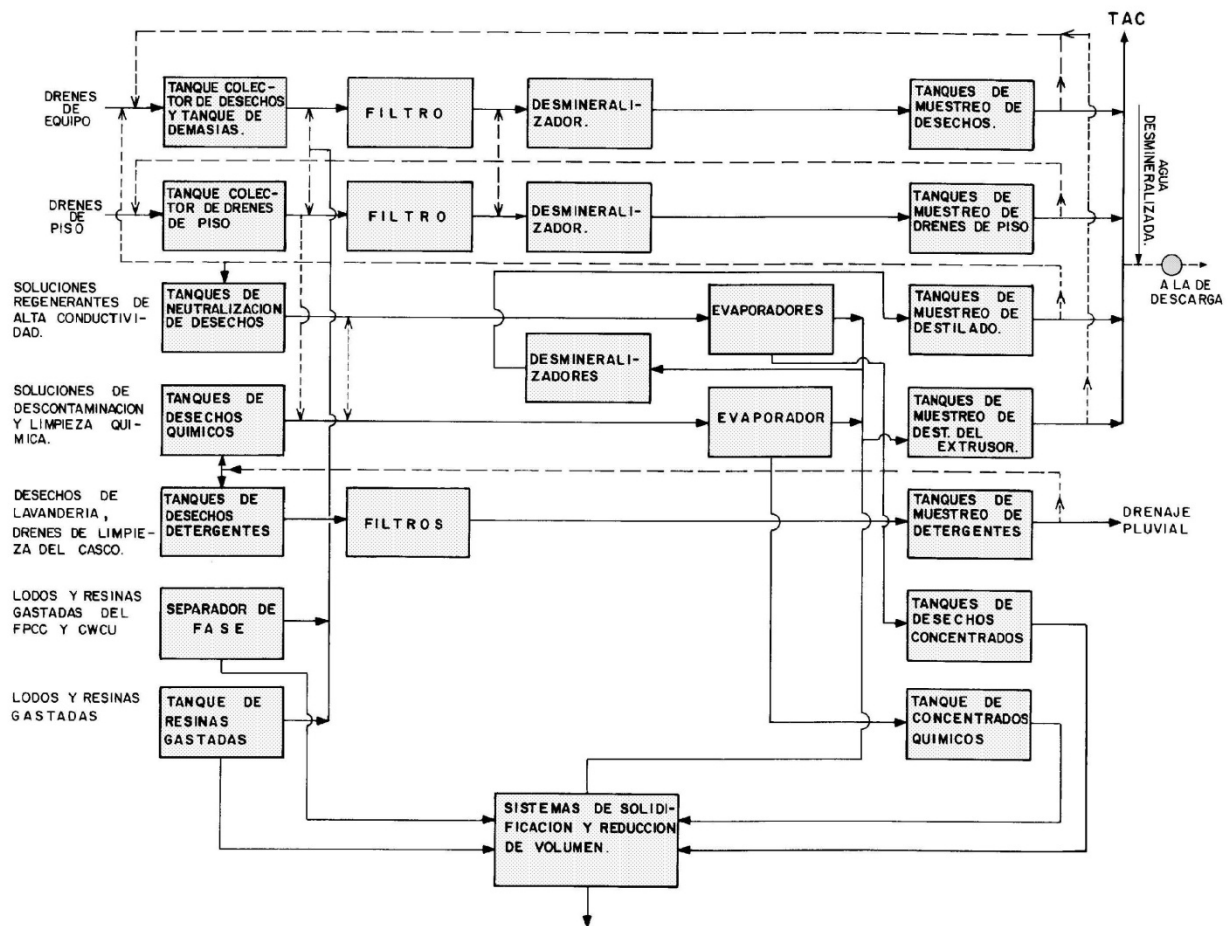 TAC
DRENES
DE
EQUIPO
TANQUE COLEC-
TOR DE DESECHOS
Y TANQUE DE
DEMASIAS.
FILTRO
DESMINERALI-
ZADOR.
TANQUES DE
MUESTREO DE
DESECHOS.
AGUA
DESMINERALIZADA.
DRENES
DE
PISO
TANQUE COLEC-
TOR DE DRENES
DE PISO
FILTRO
DESMINERALI-
ZADOR.
TANQUES DE
MUESTREO DE
DRENES DE PISO
A LA DE
DESCARGA
SOLUCIONES
REGENERANTES DE
ALTA CONDUCTIVI-
DAD.
TANQUES DE
NEUTRALIZACION
DE DESECHOS
EVAPORADORES
TANQUES DE
MUESTREO DE
DESTILADO.
DESMINERALI-
ZADORES
SOLUCIONES DE
DESCONTAMINACION
Y LIMPIEZA QUI-
MICA.
TANQUES DE
DESECHOS
QUIMICOS
EVAPORADOR
TANQUES DE
MUESTREO DE
DEST. DEL
EXTRUSOR.
DESECHOS DE
LAVANDERIA,
DRENES DE LIMPIE-
ZA DEL CASCO.
TANQUES DE
DESECHOS
DETERGENTES
FILTROS
TANQUES DE
MUESTREO DE
DETERGENTES
DRENAJE
PLUVIAL
LODOS Y RESINAS
GASTADAS DEL
FPCC Y CWCU
SEPARADOR DE
FASE
TANQUES DE
DESECHOS
CONCENTRADOS
LODOS Y RESINAS
GASTADAS
TANQUE DE
RESINAS
GASTADAS
TANQUE DE
CONCENTRADOS
QUIMICOS
SISTEMAS DE SOLIDI-
FICACION Y REDUCCION
DE VOLUMEN.